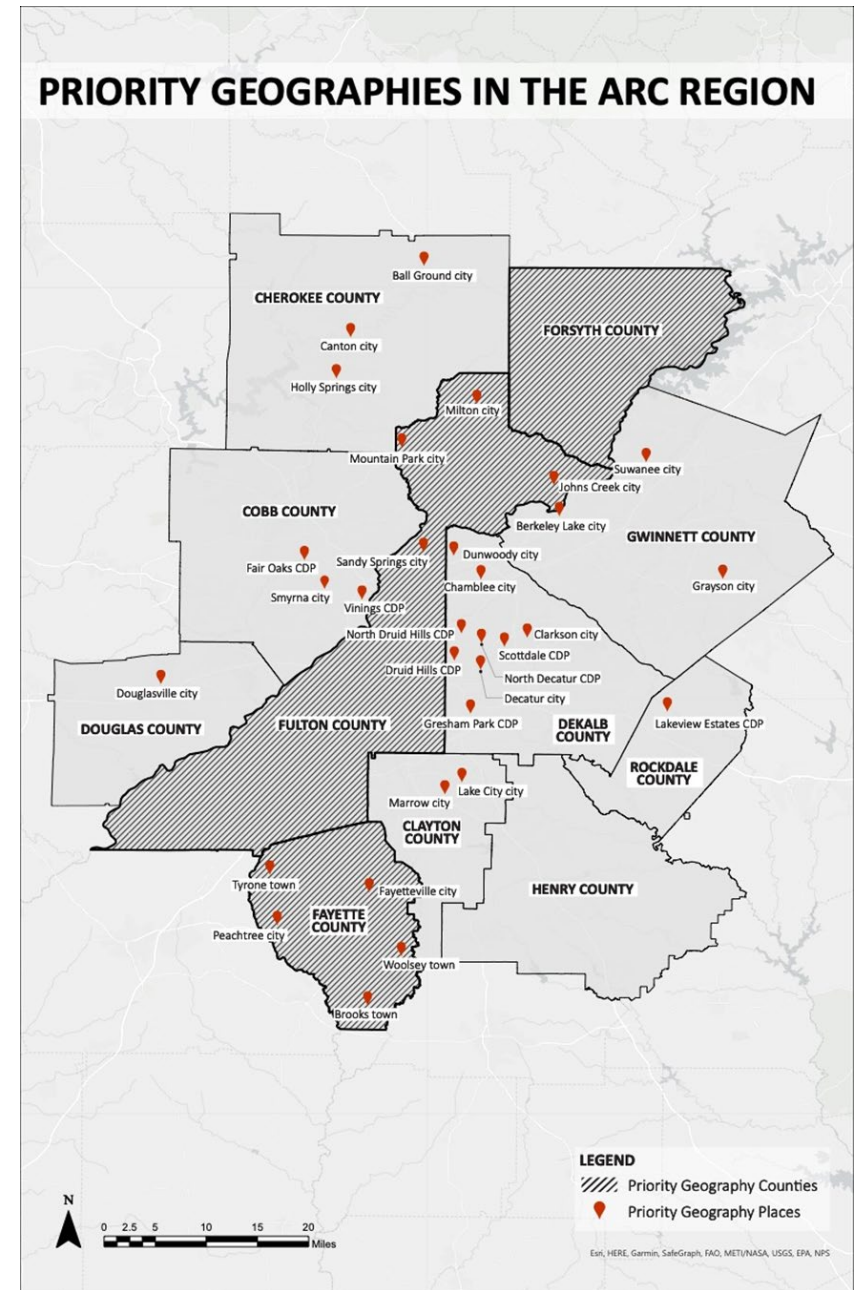 PRIORITY GEOGRAPHIES IN THE ARC REGION
Ball Ground city
CHEROKEE COUNTY
FORSYTH COUNTY
Canton city
Holly Springs city
Milton city
Mountain Park city
Suwanee city
Johns Creek city
COBB COUNTY
Berkeley Lake city
GWINNETT COUNTY
Dunwoody city
Sandy Springs city
Fair Oaks CDP
Chamblee city
Grayson city
Smyrna city
Vinings CDP
North Druid Hills CDP
Clarkson city
Scottdale CDP
Druid Hills CDP
North Decatur CDP
Douglasville city
Decatur city
Gresham Park CDP
Lakeview Estates CDP
DOUGLAS COUNTY
FULTON COUNTY
DEKALB
COUNTY
ROCKDALE
COUNTY
Lake City city
Marrow city
CLAYTON
COUNTY
Tyrone town
Fayetteville city
HENRY COUNTY
FAYETTE
COUNTY
Peachtree city
Woolsey town
Brooks town
LEGEND
Priority Geography Counties
Priority Geography Places
N
0 2.5 5 10 15 20
Miles
Esri, HERE, Garmin, SafeGraph, FAO, METI/NASA, USGS, EPA, NPS